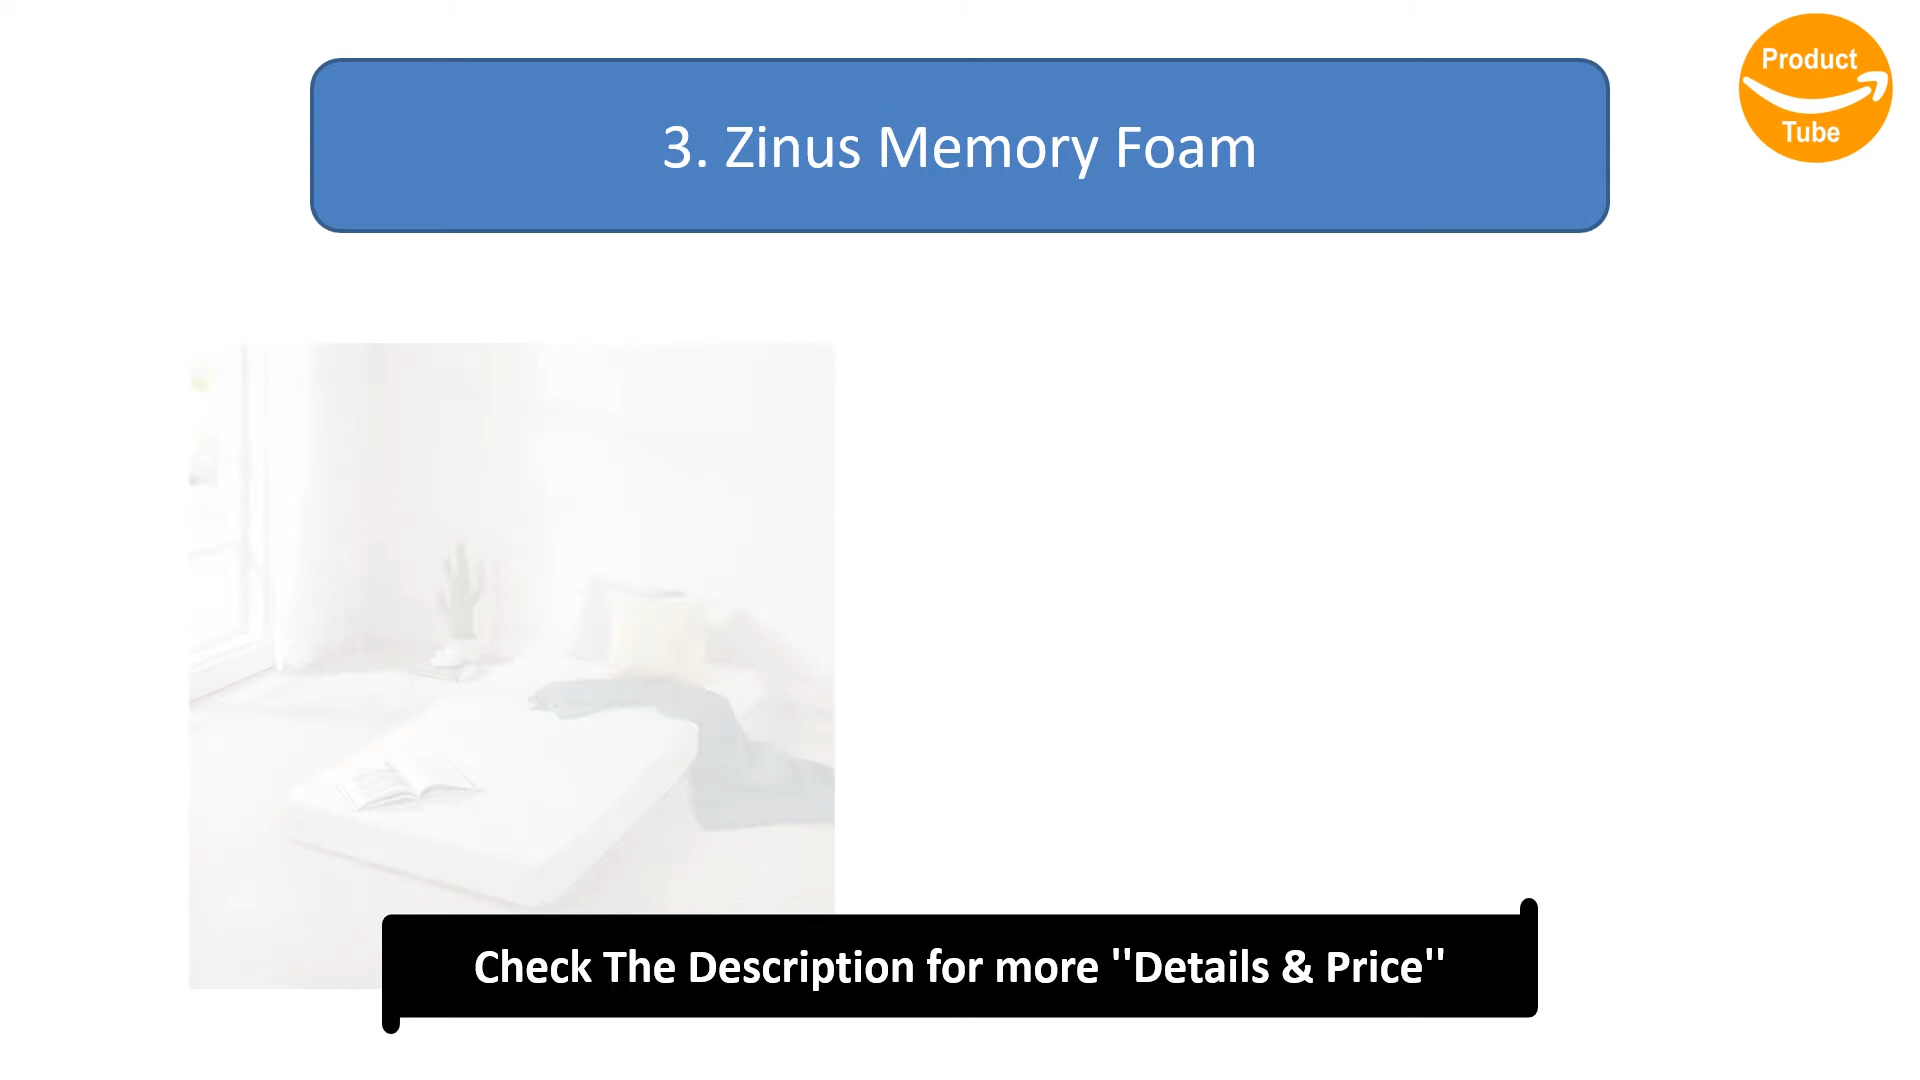 Product
Tube
3. Zinus Memory Foam
Check The Description for more "Details & Price"